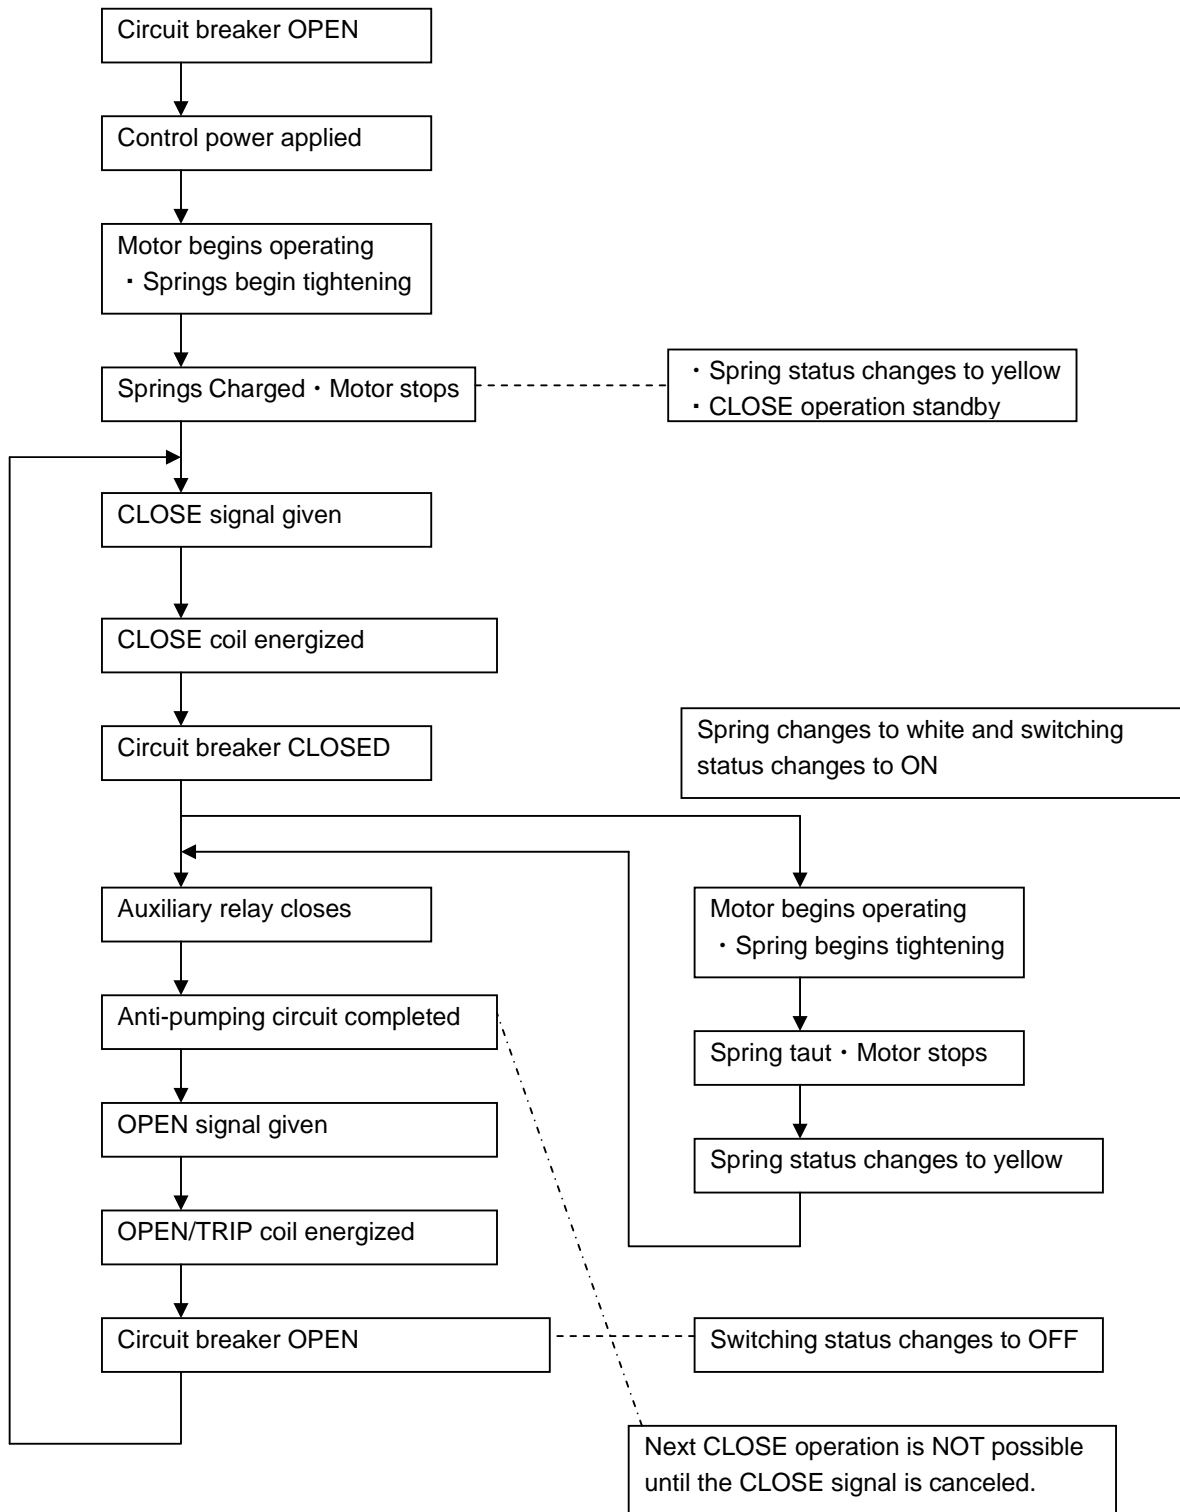 Circuit breaker OPEN
Control power applied
Motor begins operating
・Springs begin tightening
Springs Charged・Motor stops
・Spring status changes to yellow
・CLOSE operation standby
CLOSE signal given
CLOSE coil energized
Circuit breaker CLOSED
Spring changes to white and switching
status changes to ON
Auxiliary relay closes
Motor begins operating
・Spring begins tightening
Anti-pumping circuit completed
Spring taut・Motor stops
OPEN signal given
Spring status changes to yellow
OPEN/TRIP coil energized
Circuit breaker OPEN
Switching status changes to OFF
Next CLOSE operation is NOT possible
until the CLOSE signal is canceled.